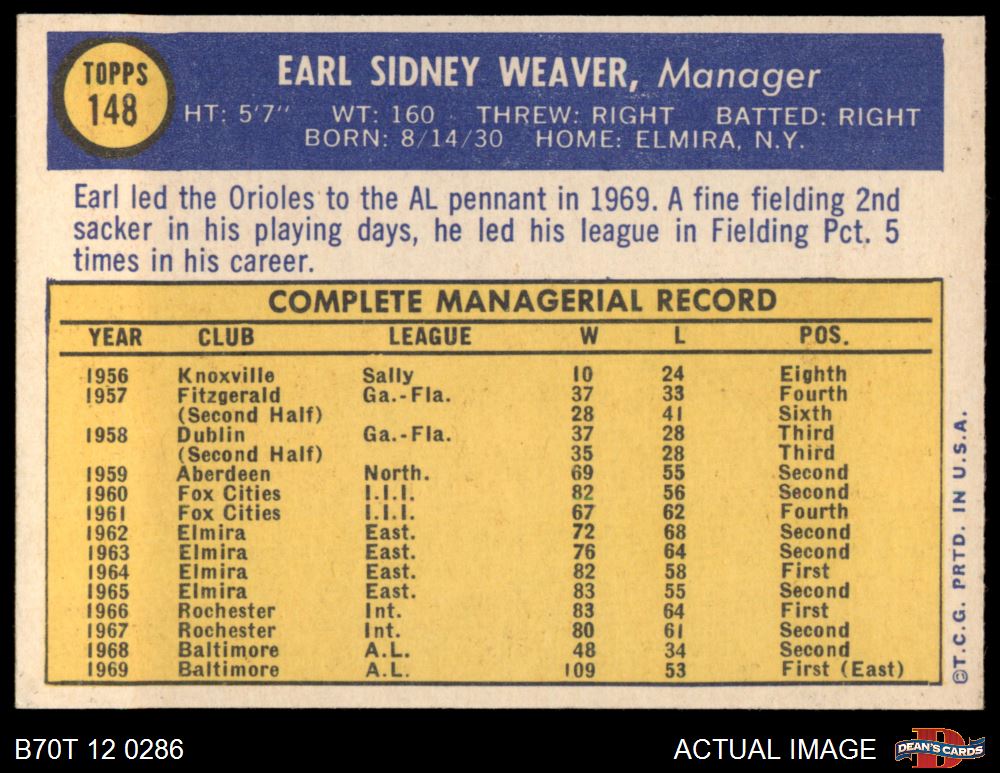 TOPPS
148
EARL SIDNEY WEAVER, Manager
HT: 5'7" WT: 160 THREW: RIGHT BATTED: RIGHT
BORN: 8/14/30 HOME: ELMIRA, N.Y.
Earl led the Orioles to the AL pennant in 1969. A fine fielding 2nd
sacker in his playing days, he led his league in Fielding Pct. 5
times in his career.
COMPLETE MANAGERIAL RECORD
YEAR CLUB LEAGUE W L POS.
1956 Knoxville Sally 10 24 Eighth
1957 Fitzgerald Ga.-Fla. 37 33 Fourth
(Second Half) 28 41 Sixth
1958 Dublin Ga.-Fla. 37 28 Third
(Second Half) 35 28 Third
1959 Aberdeen North. 69 55 Second
1960 Fox Cities I.I.I. 82 56 Second
1961 Fox Cities I.I.I. 67 62 Fourth
1962 Elmira East. 72 68 Second
1963 Elmira East. 76 64 Second
1964 Elmira East. 82 58 First
1965 Elmira East. 83 55 Second
1966 Rochester Int. 83 64 First
1967 Rochester Int. 80 61 Second
1968 Baltimore A.L. 48 34 Second
1969 Baltimore A.L. 109 53 First (East)
©T.C.G. PRTD. IN U.S.A.
B70T 12 0286
ACTUAL IMAGE
D
DEAN'S CARDS